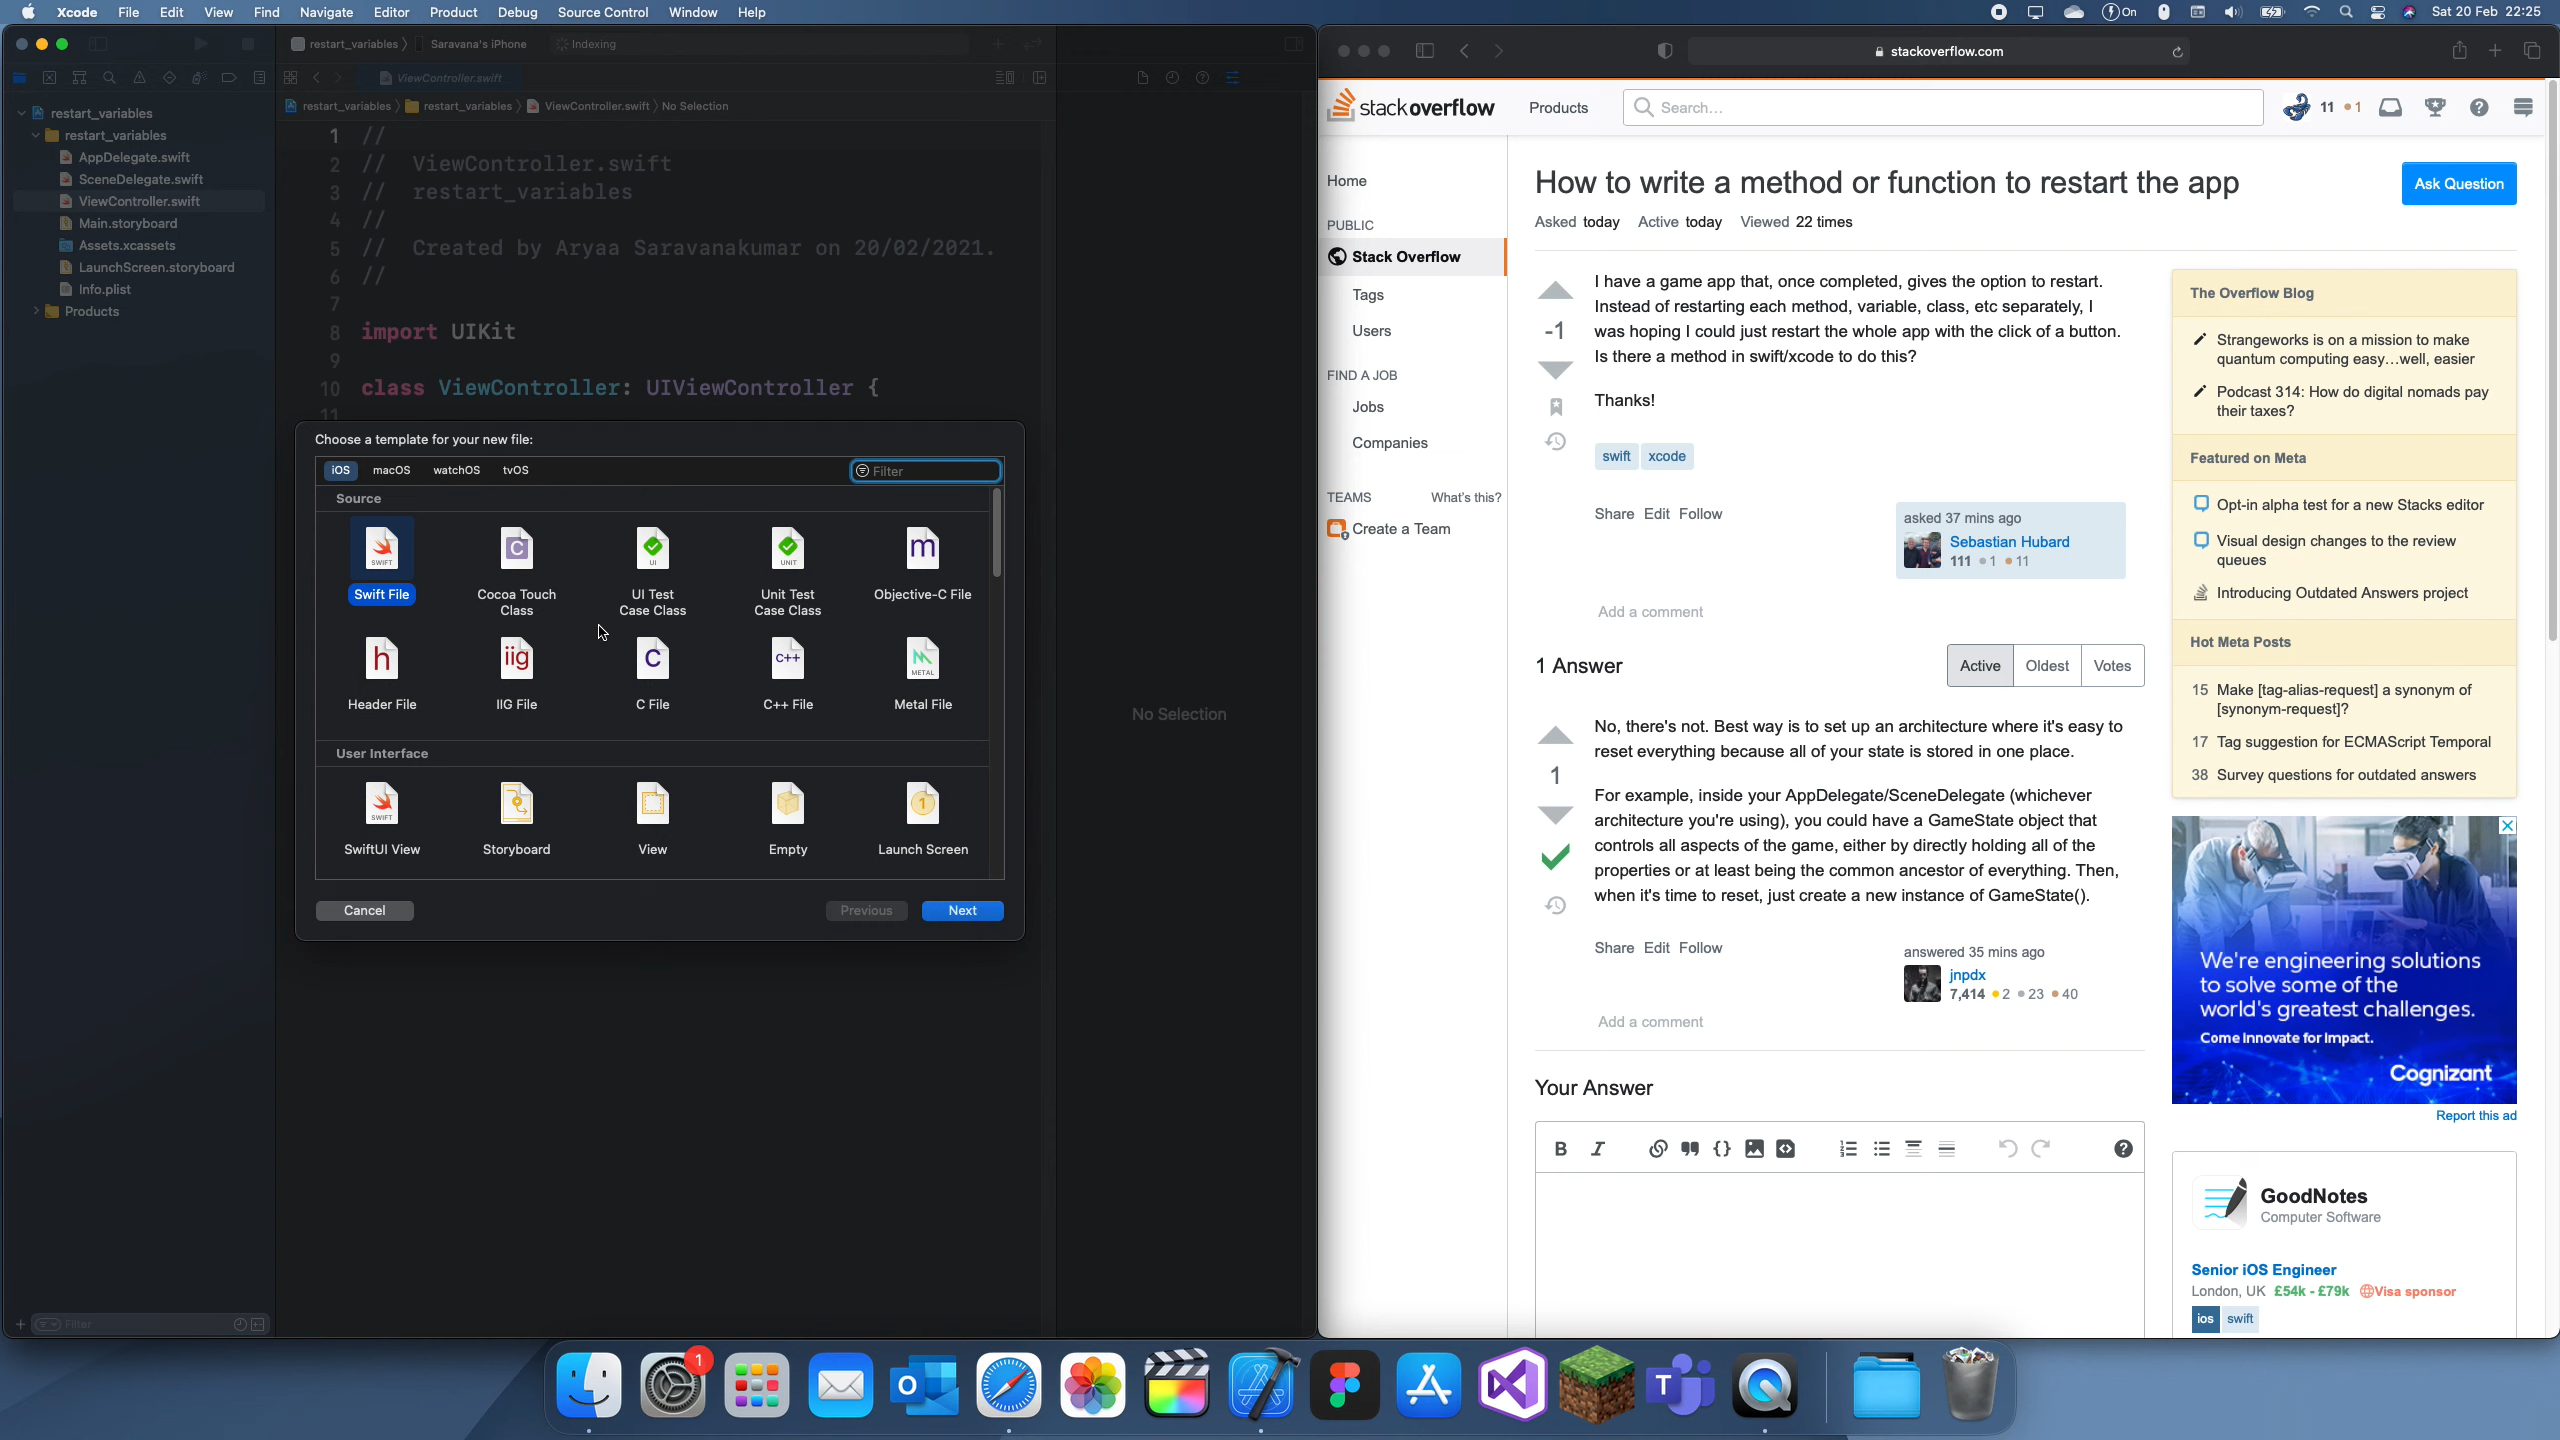 Xcode File Edit View Find Navigate Editor Product Debug Source Control Window Help
On
Sat 20 Feb 22:25
restart_variables
Saravana's iPhone
Indexing
ViewController.swift
restart_variables
restart_variables
ViewController.swift
No Selection
restart_variables
restart_variables
AppDelegate.swift
SceneDelegate.swift
ViewController.swift
Main.storyboard
Assets.xcassets
LaunchScreen.storyboard
Info.plist
Products
1 //
2 // ViewController.swift
3 // restart_variables
4 //
5 // Created by Aryaa Saravanakumar on 20/02/2021.
6 //
7
8 import UIKit
9
10 class ViewController: UIViewController {
11
Choose a template for your new file:
iOS macOS watchOS tvOS
Filter
Source
SWIFT
C
UI
UNIT
m
Swift File
Cocoa Touch
Class
UI Test
Case Class
Unit Test
Case Class
Objective-C File
h
iig
C
C++
METAL
Header File
IIG File
C File
C++ File
Metal File
User Interface
SWIFT
1
SwiftUI View
Storyboard
View
Empty
Launch Screen
Cancel
Previous
Next
No Selection
Filter
stackoverflow.com
stackoverflow
Products
Search...
11
1
Home
PUBLIC
Stack Overflow
Tags
Users
FIND A JOB
Jobs
Companies
TEAMS
What's this?
Create a Team
How to write a method or function to restart the app
Ask Question
Asked today Active today Viewed 22 times
-1
I have a game app that, once completed, gives the option to restart.
Instead of restarting each method, variable, class, etc separately, I
was hoping I could just restart the whole app with the click of a button.
Is there a method in swift/xcode to do this?
Thanks!
swift xcode
Share Edit Follow
asked 37 mins ago
Sebastian Hubard
111 1 11
Add a comment
1 Answer
Active Oldest Votes
1
No, there's not. Best way is to set up an architecture where it's easy to
reset everything because all of your state is stored in one place.
For example, inside your AppDelegate/SceneDelegate (whichever
architecture you're using), you could have a GameState object that
controls all aspects of the game, either by directly holding all of the
properties or at least being the common ancestor of everything. Then,
when it's time to reset, just create a new instance of GameState().
Share Edit Follow
answered 35 mins ago
jnpdx
7,414 2 23 40
Add a comment
Your Answer
B I
The Overflow Blog
Strangeworks is on a mission to make
quantum computing easy…well, easier
Podcast 314: How do digital nomads pay
their taxes?
Featured on Meta
Opt-in alpha test for a new Stacks editor
Visual design changes to the review
queues
Introducing Outdated Answers project
Hot Meta Posts
15 Make [tag-alias-request] a synonym of
[synonym-request]?
17 Tag suggestion for ECMAScript Temporal
38 Survey questions for outdated answers
We're engineering solutions
to solve some of the
world's greatest challenges.
Come Innovate for Impact.
Cognizant
Report this ad
GoodNotes
Computer Software
Senior iOS Engineer
London, UK £54k - £79k Visa sponsor
ios swift
1